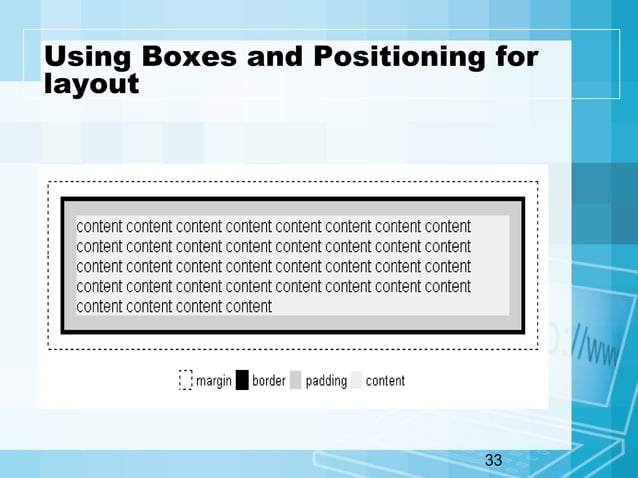 Using Boxes and Positioning for
layout
content content content content content content content content
content content content content content content content content
content content content content content content content content
content content content content content content content content
content content content content
margin border padding content
://www
33